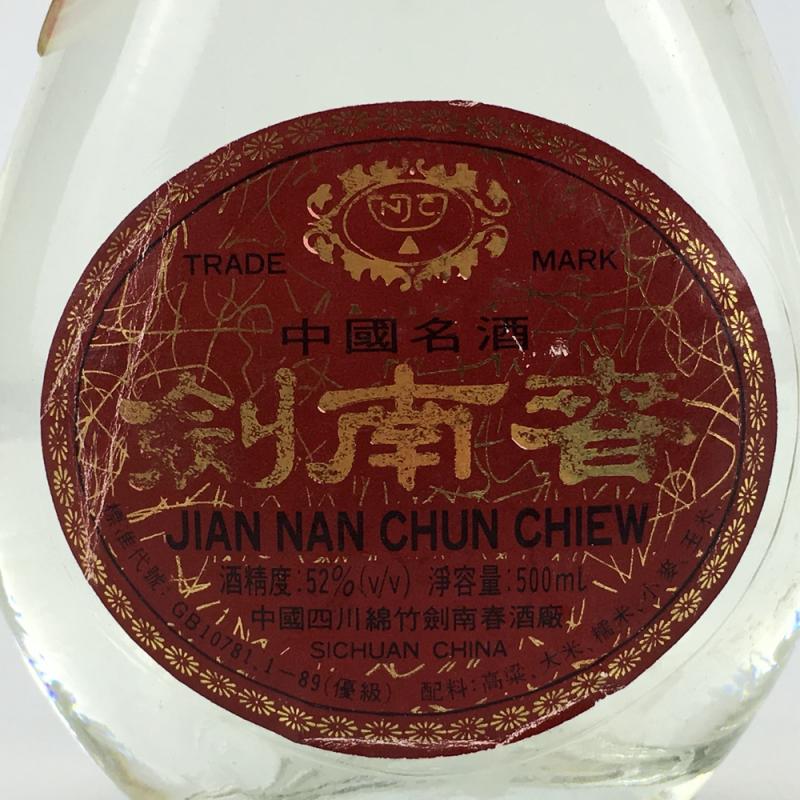 NJC
TRADE MARK
中國名酒
劍南春
JIAN NAN CHUN CHIEW
酒精度:52%(v/v) 淨容量:500ml
中國四川綿竹劍南春酒廠
SICHUAN CHINA
標準代號:GB10781.1—89(優級) 配料:高粱、大米、糯米、小麥、玉米